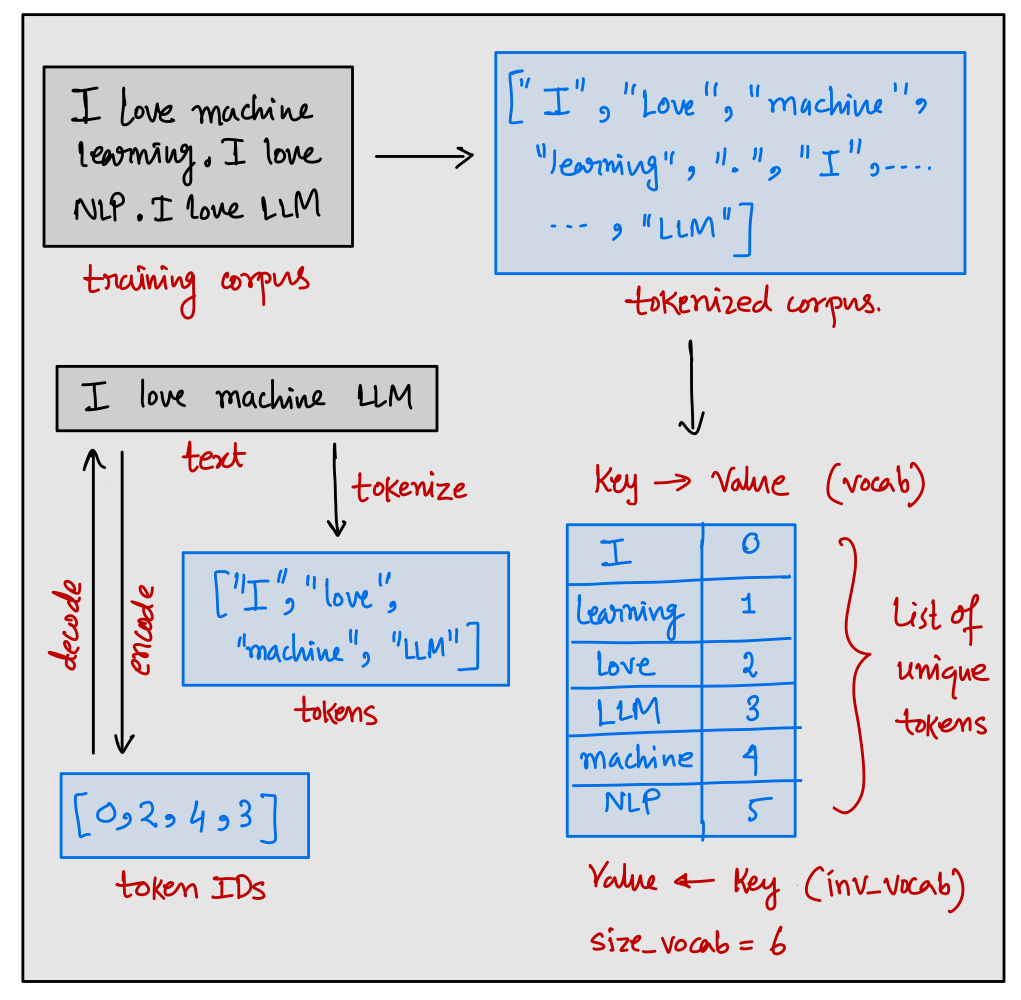 I love machine
learning. I love
NLP. I love LLM
training corpus
["I", "Love", "machine",
"learning", ".", "I",....
..., "LLM"]
tokenized corpus.
I love machine LLM
text
tokenize
["I", "love",
"machine", "LLM"]
tokens
decode
encode
[0,2,4,3]
token IDs
Key → Value (vocab)
I 0
learning 1
love 2
LLM 3
machine 4
NLP 5
List of
unique
tokens
Value ← Key (inv_vocab)
size_vocab = 6